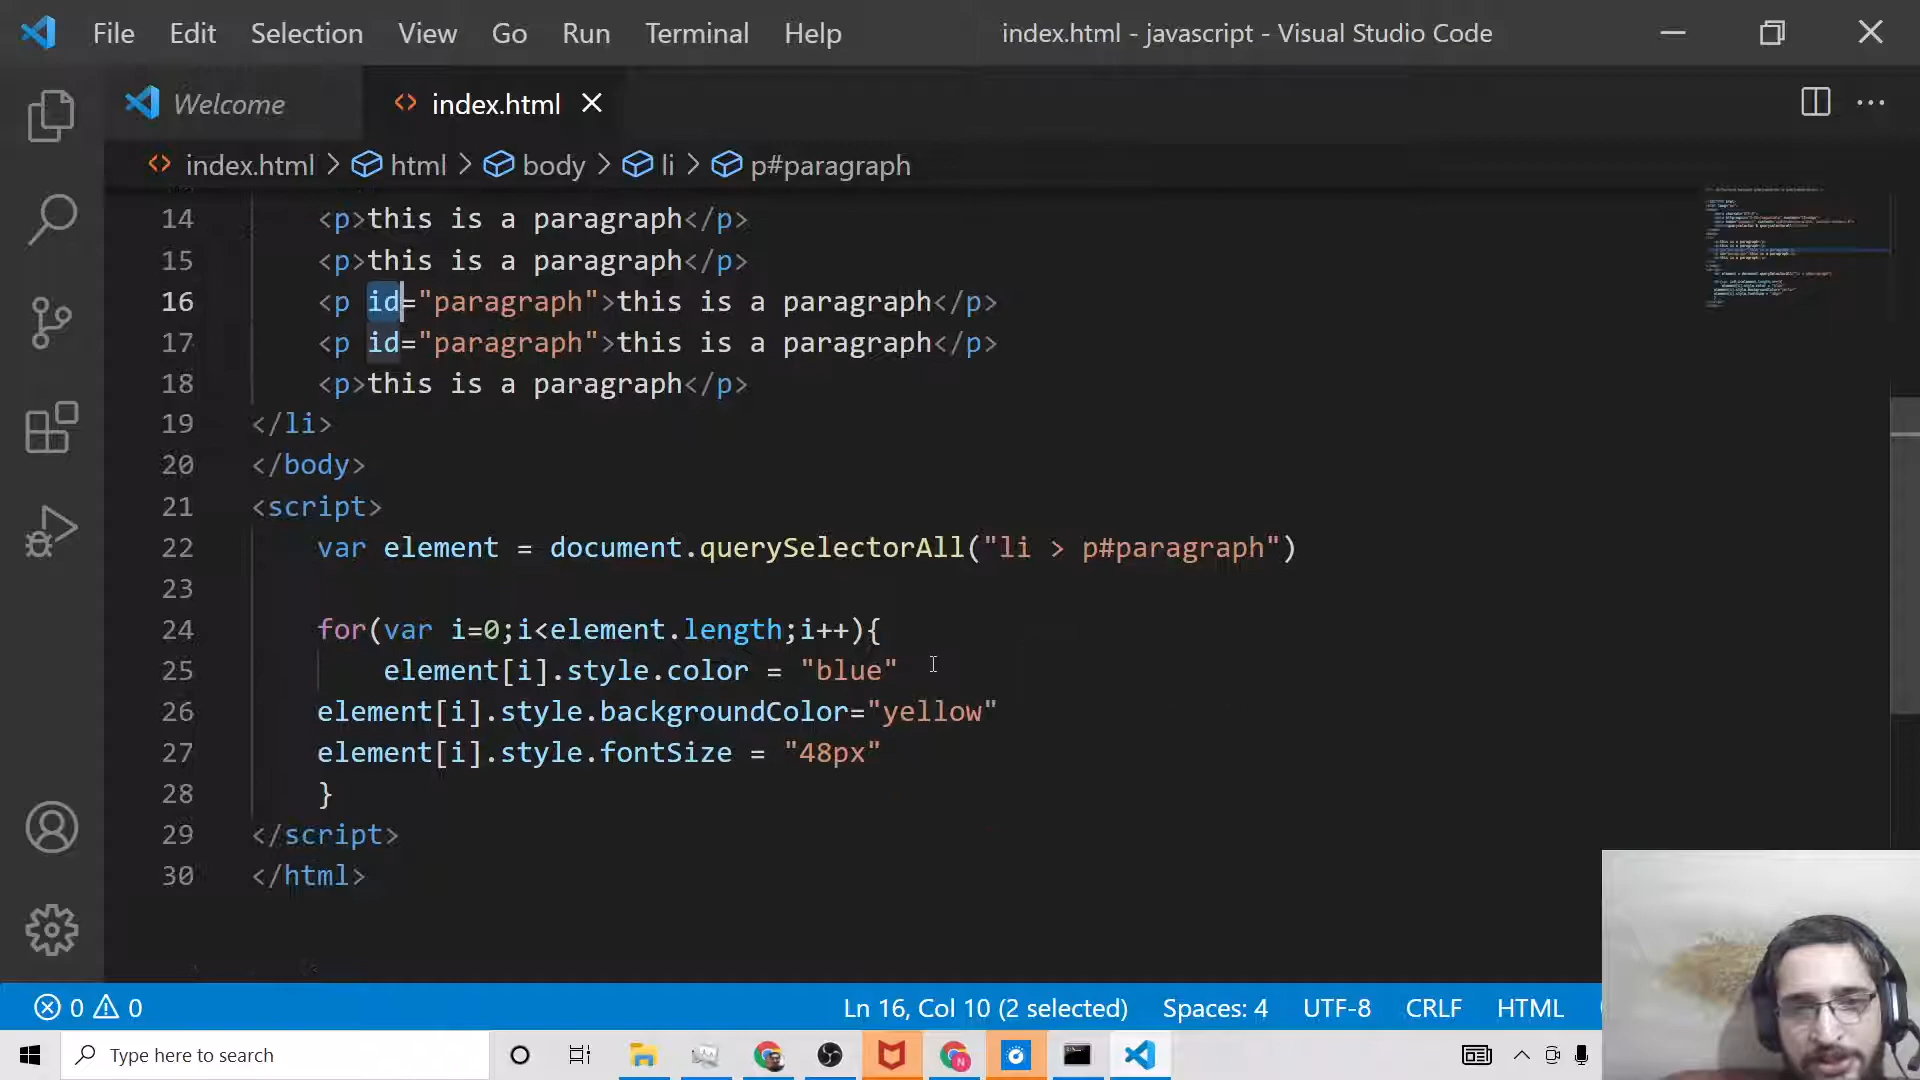 File Edit Selection View Go Run Terminal Help index.html - javascript - Visual Studio Code
Welcome index.html
index.html > html > body > li > p#paragraph
14 <p>this is a paragraph</p>
15 <p>this is a paragraph</p>
16 <p id="paragraph">this is a paragraph</p>
17 <p id="paragraph">this is a paragraph</p>
18 <p>this is a paragraph</p>
19 </li>
20 </body>
21 <script>
22 var element = document.querySelectorAll("li > p#paragraph")
23
24 for(var i=0;i<element.length;i++){
25 element[i].style.color = "blue"
26 element[i].style.backgroundColor="yellow"
27 element[i].style.fontSize = "48px"
28 }
29 </script>
30 </html>
0 0 Ln 16, Col 10 (2 selected) Spaces: 4 UTF-8 CRLF HTML
Type here to search